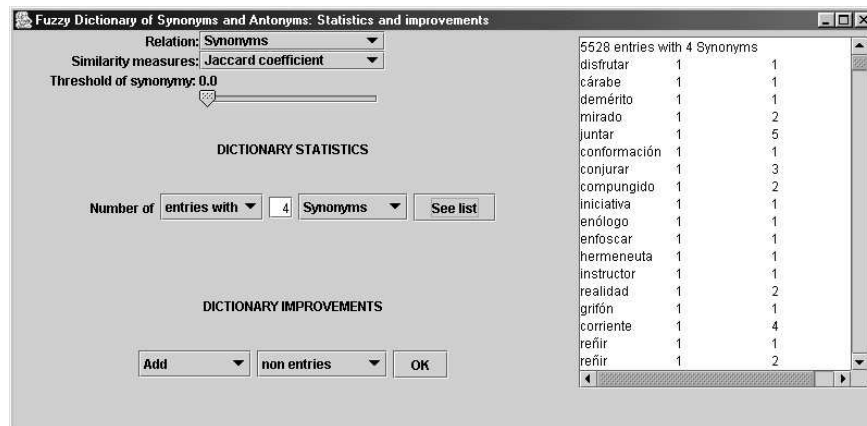 Fuzzy Dictionary of Synonyms and Antonyms: Statistics and improvements
Relation: Synonyms
Similarity measures: Jaccard coefficient
Threshold of synonymy: 0.0
DICTIONARY STATISTICS
Number of entries with 4 Synonyms See list
DICTIONARY IMPROVEMENTS
Add non entries OK
5528 entries with 4 Synonyms
disfrutar 1 1
cárabe 1 1
demérito 1 1
mirado 1 2
juntar 1 5
conformación 1 1
conjurar 1 3
compungido 1 2
iniciativa 1 1
enólogo 1 1
enfoscar 1 1
hermeneuta 1 1
instructor 1 1
realidad 1 2
grifón 1 1
corriente 1 4
reñir 1 1
reñir 1 2